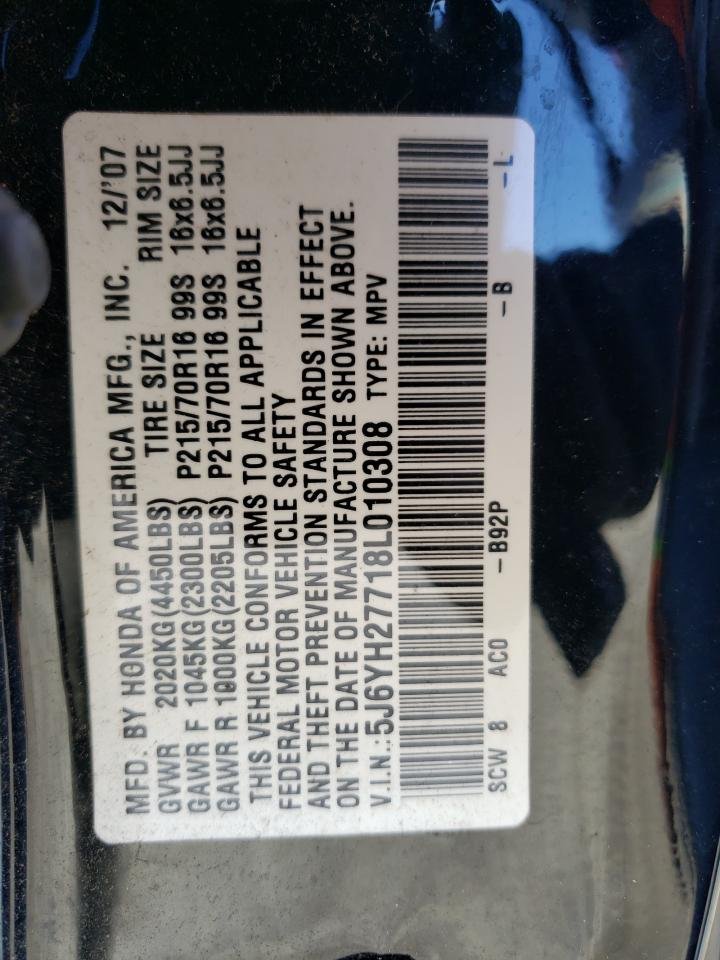 MFD. BY HONDA OF AMERICA MFG., INC. 12/'07
GVWR 2020KG(4450LBS) TIRE SIZE RIM SIZE
GAWR F 1045KG(2300LBS) P215/70R16 99S 16x6.5JJ
GAWR R 1000KG(2205LBS) P215/70R16 99S 16x6.5JJ
THIS VEHICLE CONFORMS TO ALL APPLICABLE
FEDERAL MOTOR VEHICLE SAFETY
AND THEFT PREVENTION STANDARDS IN EFFECT
ON THE DATE OF MANUFACTURE SHOWN ABOVE.
V.I.N.:5J6YH27718L010308 TYPE: MPV
SCW 8 AC0 -B92P -B -L